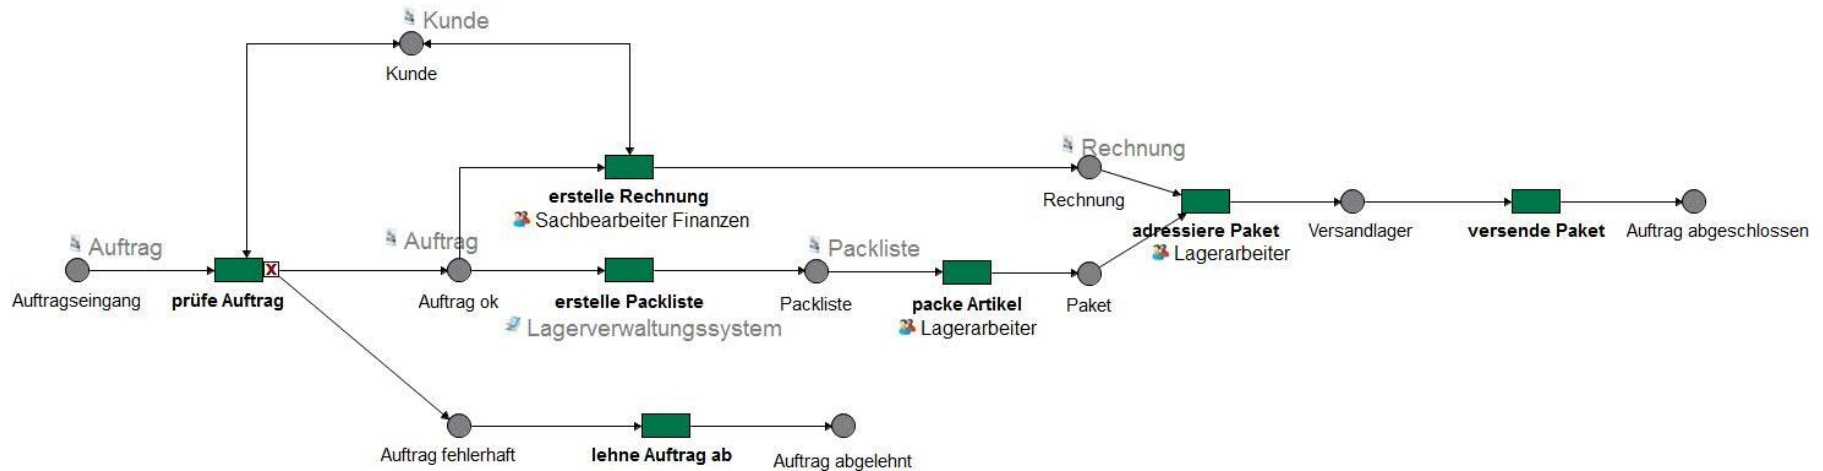 Kunde
Kunde
Rechnung
Rechnung
erstelle Rechnung
Sachbearbeiter Finanzen
adressiere Paket
Lagerarbeiter
Versandlager
versende Paket
Auftrag abgeschlossen
Auftrag
Auftragseingang
X
prüfe Auftrag
Auftrag
Auftrag ok
erstelle Packliste
Lagerverwaltungssystem
Packliste
Packliste
packe Artikel
Lagerarbeiter
Paket
Auftrag fehlerhaft
lehne Auftrag ab
Auftrag abgelehnt